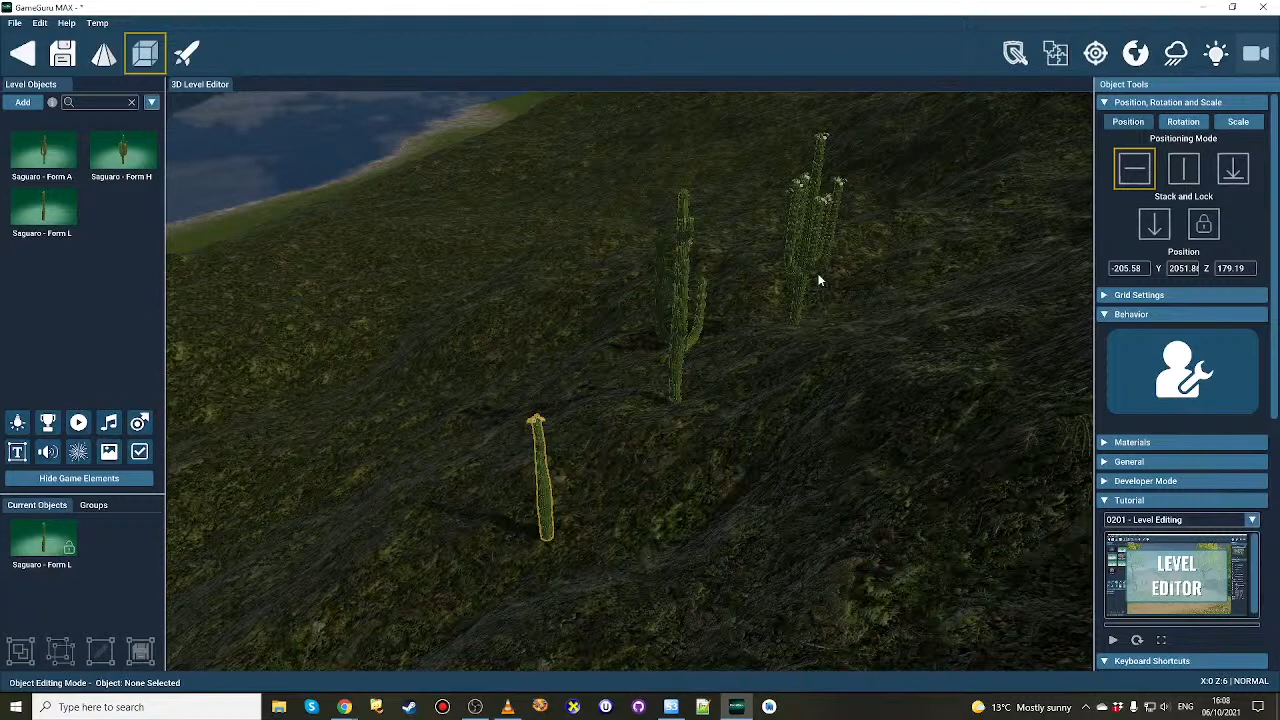 GameGuru MAX - *
File Edit Help Temp
Level Objects
3D Level Editor
Object Tools
Add
Position, Rotation and Scale
Position Rotation Scale
Positioning Mode
Saguaro - Form A
Saguaro - Form H
Stack and Lock
Saguaro - Form L
Position
-205.58 Y 2051.8 Z 179.19
Grid Settings
Behavior
Materials
General
Hide Game Elements
Developer Mode
Current Objects Groups
Tutorial
0201 - Level Editing
LEVEL
EDITOR
Saguaro - Form L
Keyboard Shortcuts
Object Editing Mode - Object: None Selected
X:0 Z:6 | NORMAL
Type here to search
13°C Mostly sunny
ENG
16:08
06/10/2021